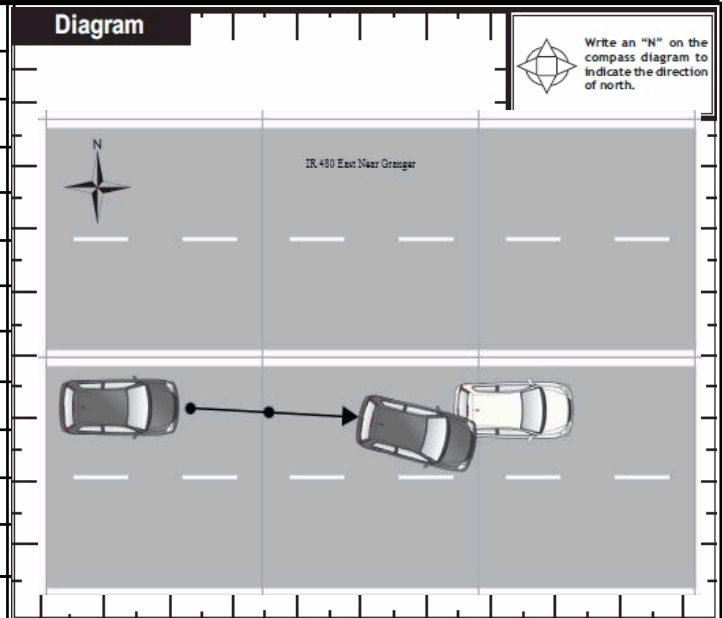 Diagram
Write an “N” on the
compass diagram to
indicate the direction
of north.
N
IR 480 East Near Granger